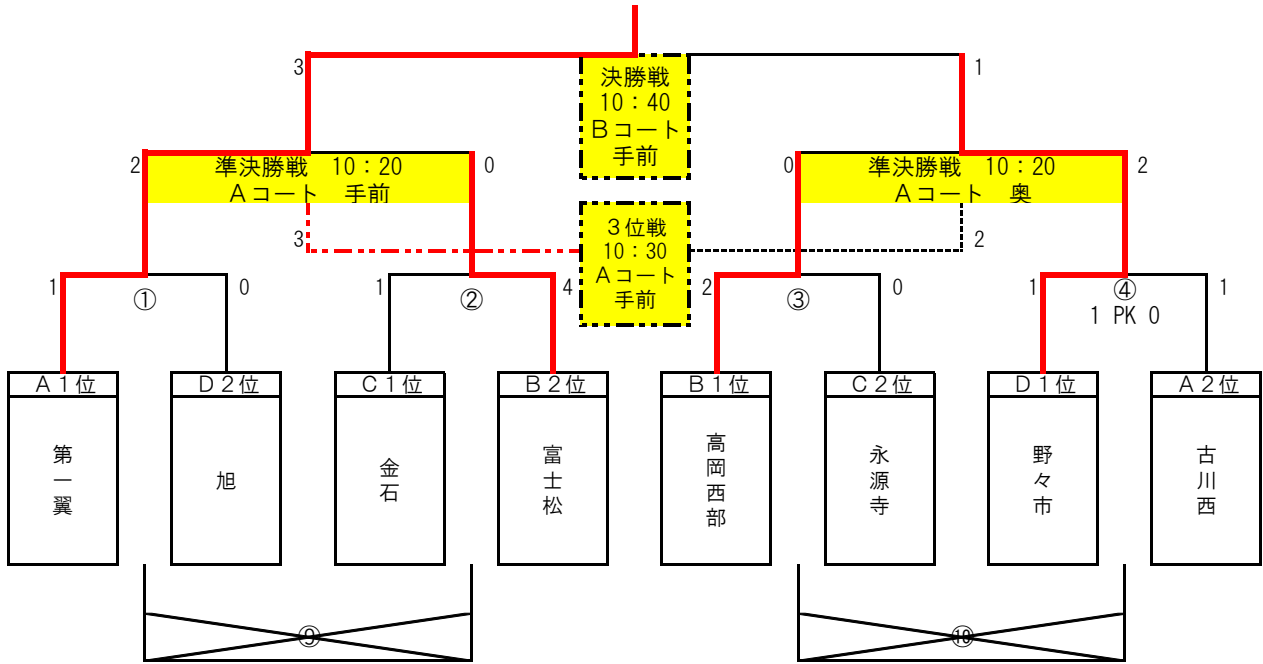 3
決勝戦
10：40
Bコート
手前
1
2
準決勝戦　10：20
Aコート　手前
0
0
準決勝戦　10：20
Aコート　奥
2
3
3位戦
10：30
Aコート
手前
2
1
①
0
1
②
4
2
③
0
1
④
1 PK 0
1
A1位
D2位
C1位
B2位
B1位
C2位
D1位
A2位
第一翼
旭
金石
富士松
高岡西部
永源寺
野々市
古川西
⑨
⑩